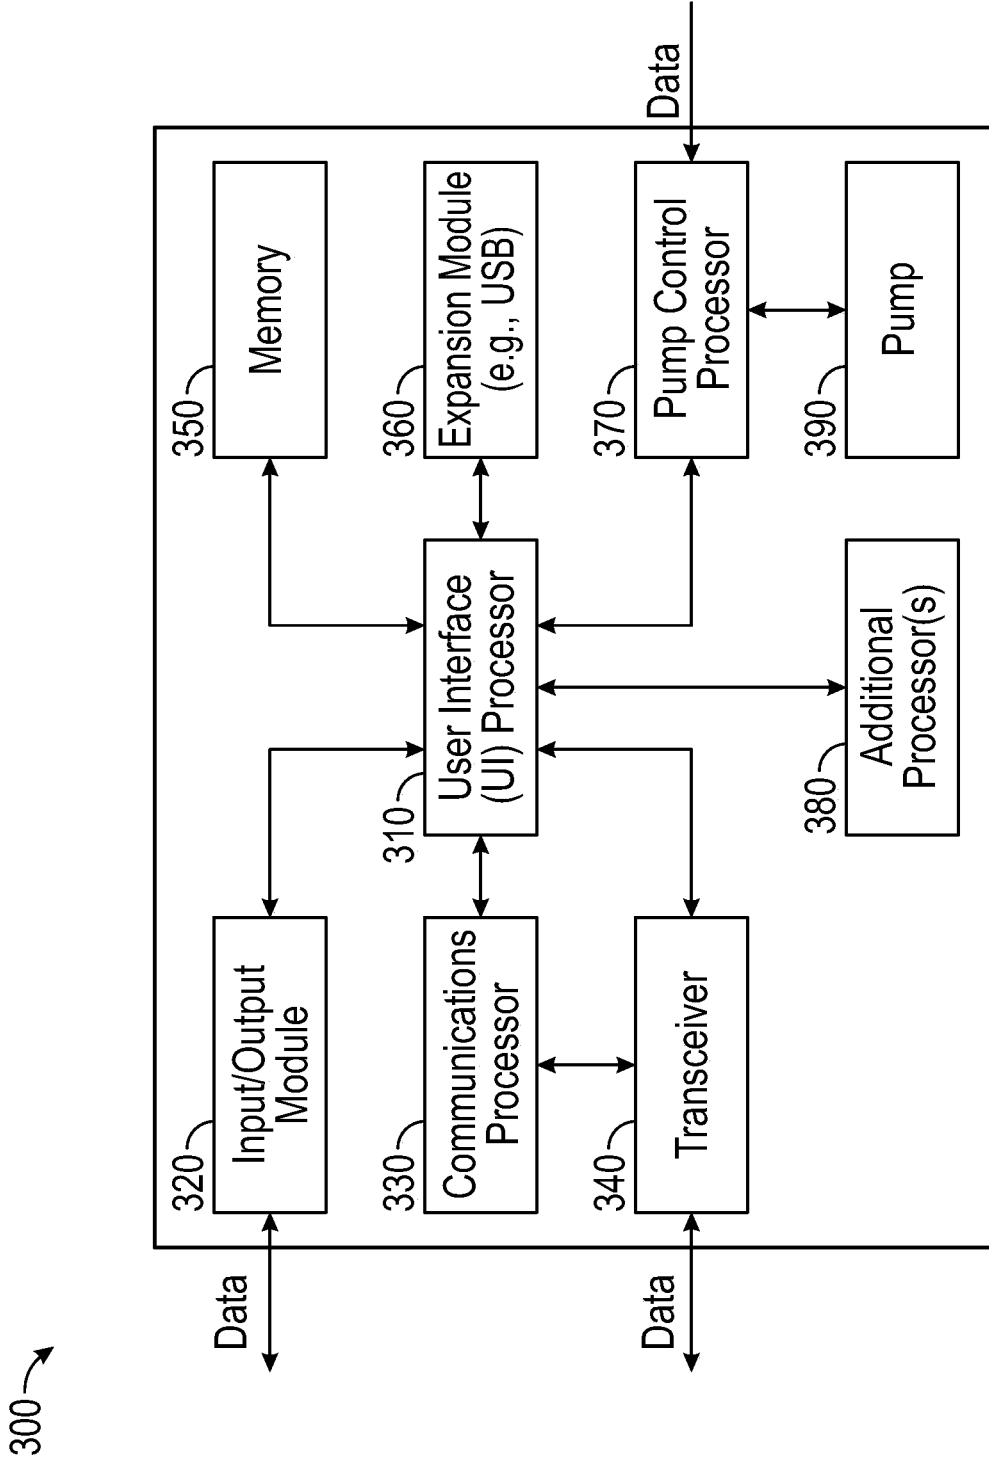 300
320
Input/Output
Module
Data
330
Communications
Processor
340
Transceiver
Data
310
User Interface
(UI) Processor
380
Additional
Processor(s)
350
Memory
360
Expansion Module
(e.g., USB)
370
Pump Control
Processor
Data
390
Pump